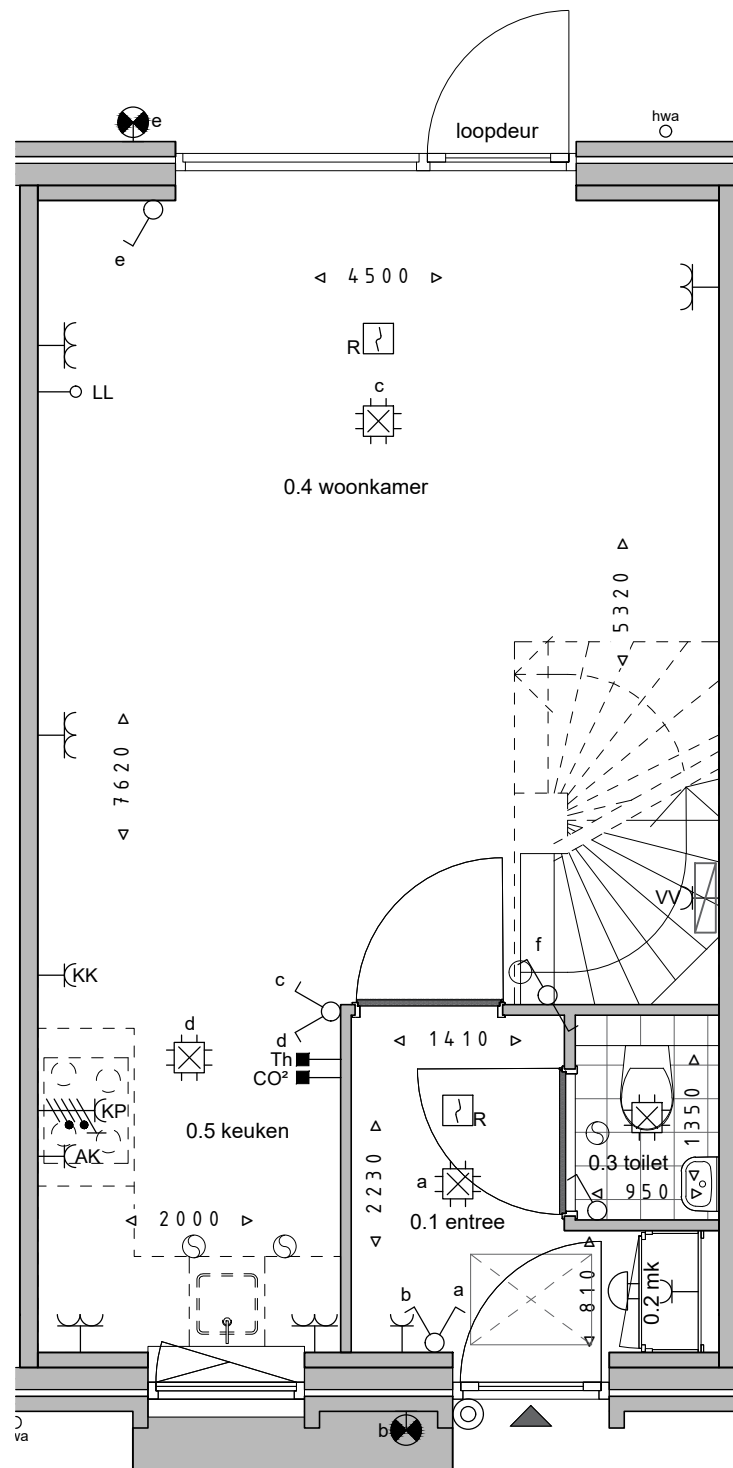 loopdeur
hwa
e
e
4500
R
c
LL
0.4 woonkamer
5320
7620
VV
f
KK
c
d
d
Th
CO²
1410
KP
R
1350
0.5 keuken
AK
0.3 toilet
a
2230
950
2000
0.1 entree
810
0.2 mk
b
a
wa
b